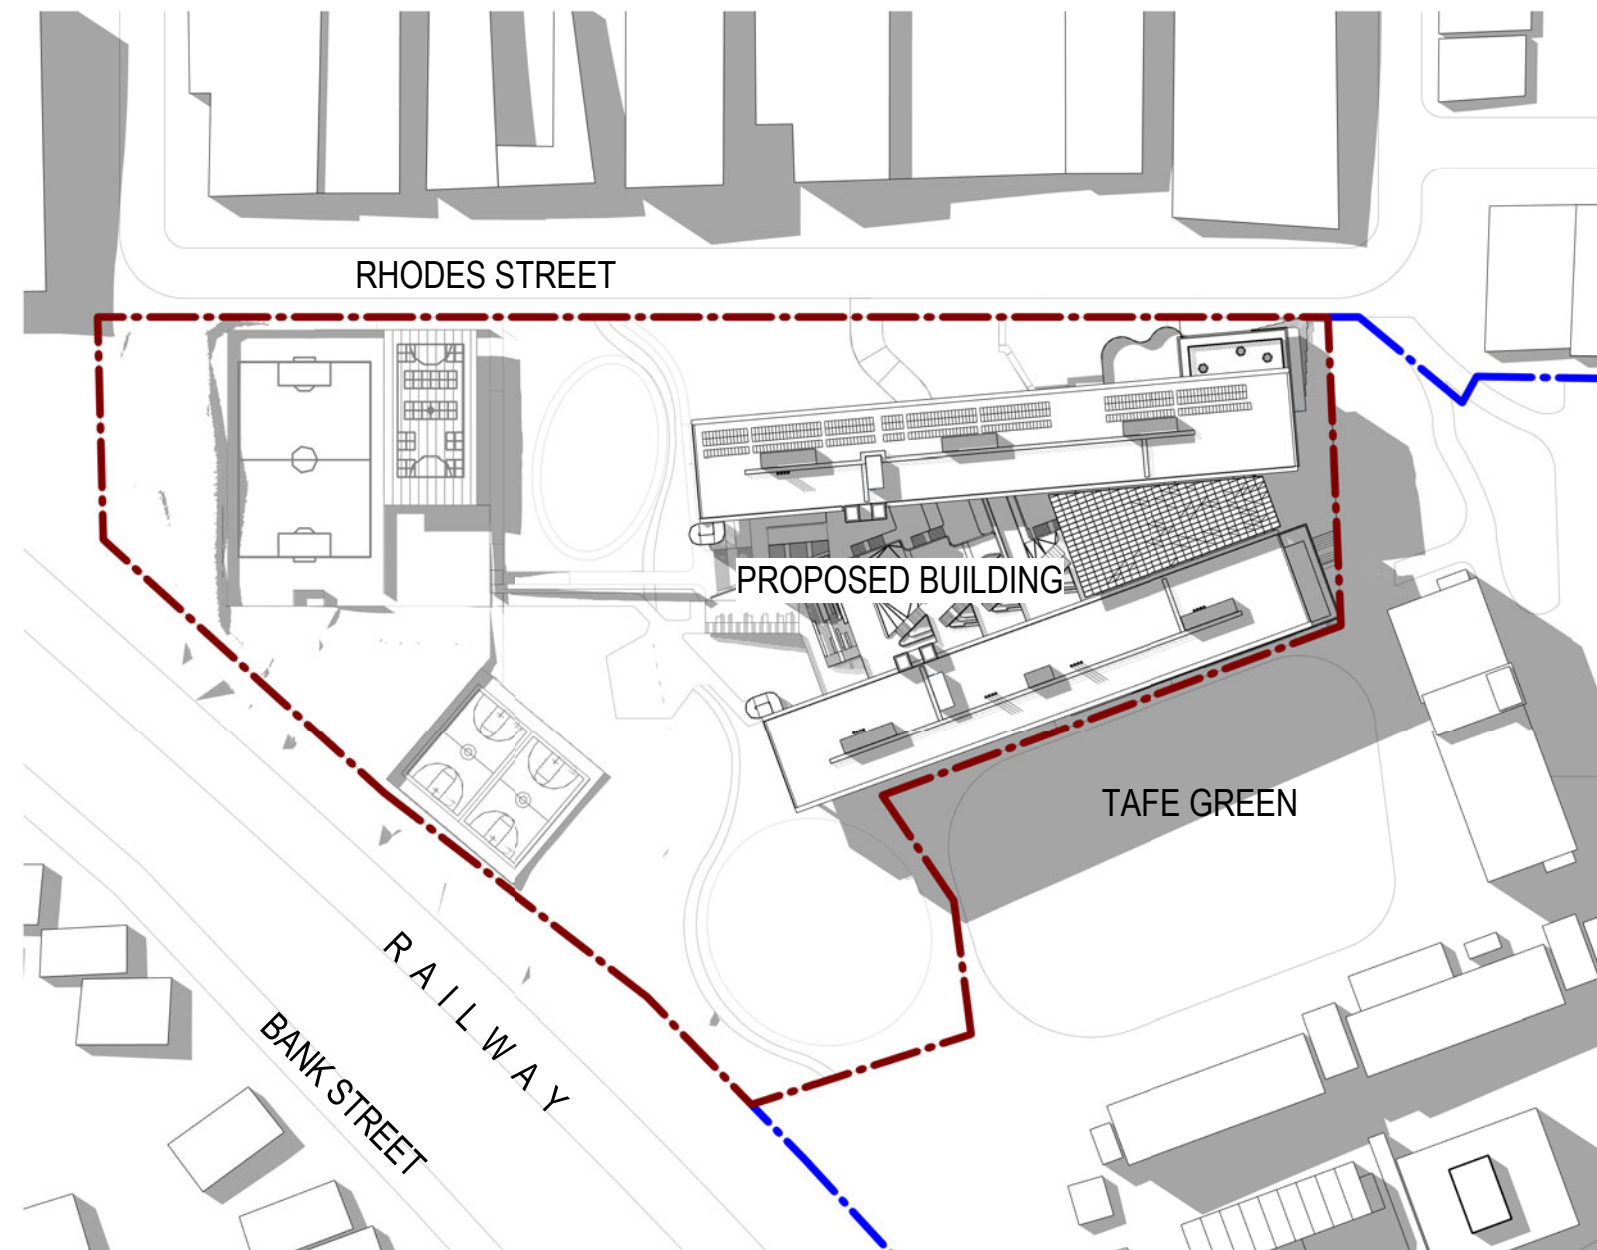 RHODES STREET
PROPOSED BUILDING
TAFE GREEN
RAILWAY
BANK STREET